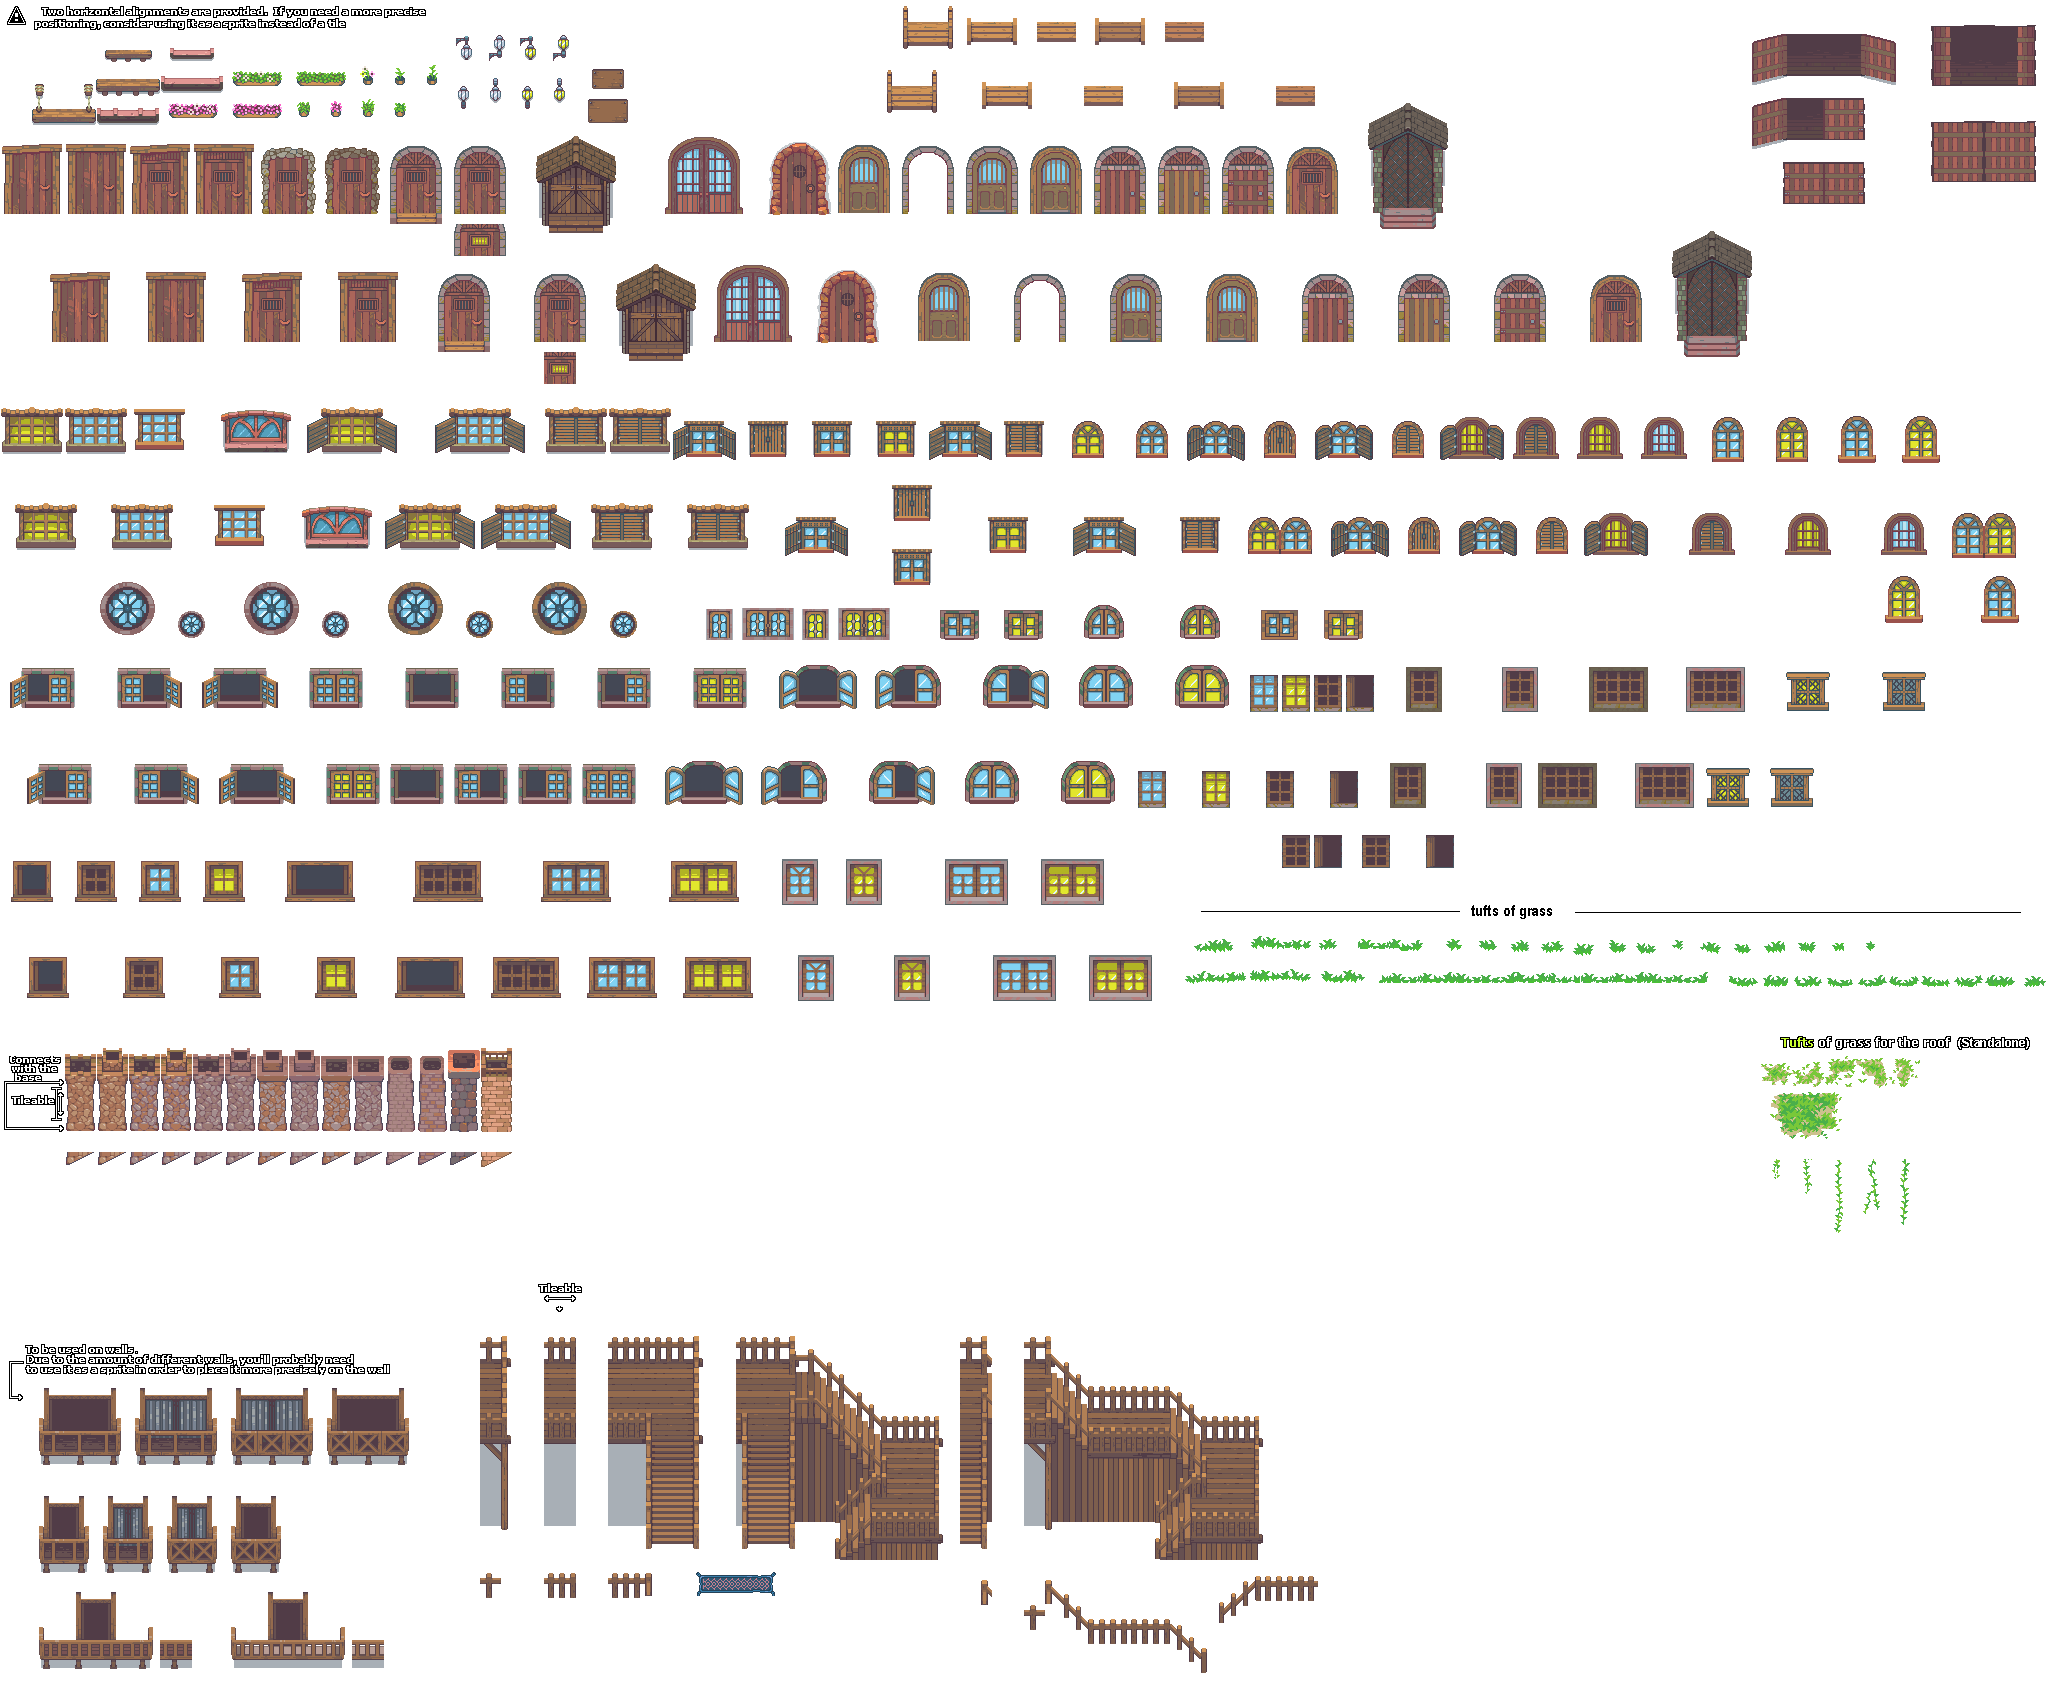 Two horizontal alignments are provided. If you need a more precise
positioning, consider using it as a sprite instead of a tile
tufts of grass
Tufts of grass for the roof (Standalone)
Connects
with the
base
Tileable
Tileable
To be used on walls.
Due to the amount of different walls, you'll probably need
to use it as a sprite in order to place it more precisely on the wall